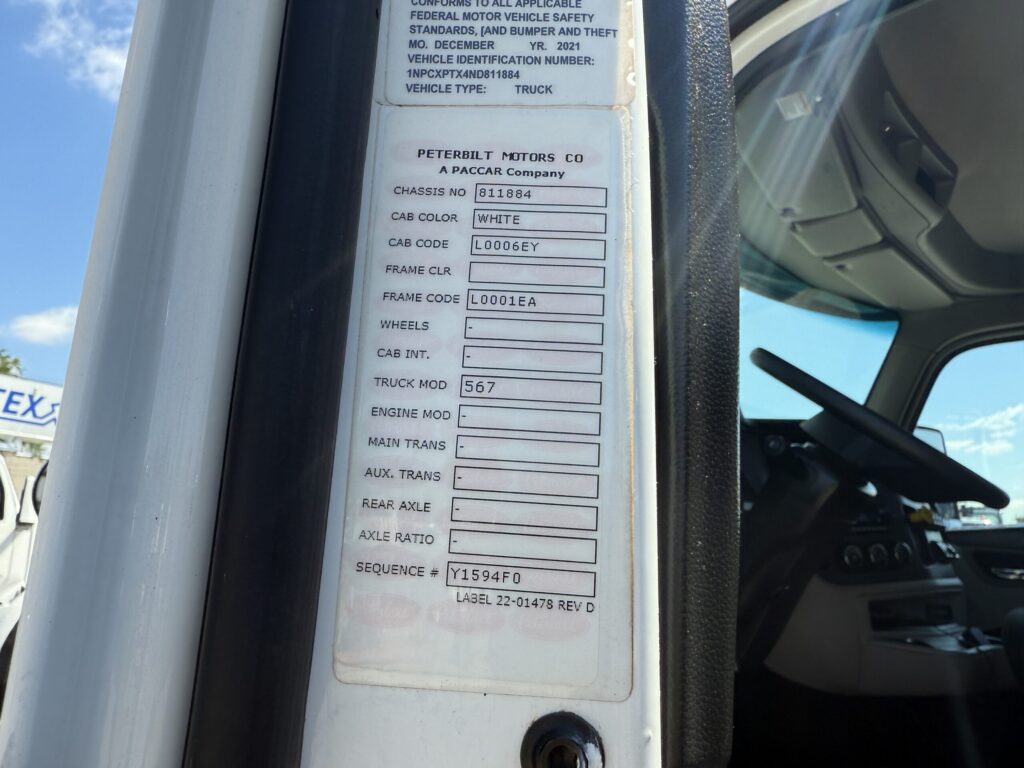 CONFORMS TO ALL APPLICABLE
FEDERAL MOTOR VEHICLE SAFETY
STANDARDS, [AND BUMPER AND THEFT
MO. DECEMBER YR. 2021
VEHICLE IDENTIFICATION NUMBER:
1NPCXPTX4ND811884
VEHICLE TYPE: TRUCK
PETERBILT MOTORS CO
A PACCAR Company
CHASSIS NO 811884
CAB COLOR WHITE
CAB CODE L0006EY
FRAME CLR
FRAME CODE L0001EA
WHEELS -
CAB INT. -
TRUCK MOD 567
ENGINE MOD -
MAIN TRANS -
AUX. TRANS -
REAR AXLE -
AXLE RATIO -
SEQUENCE # Y1594F0
LABEL 22-01478 REV D
TEX